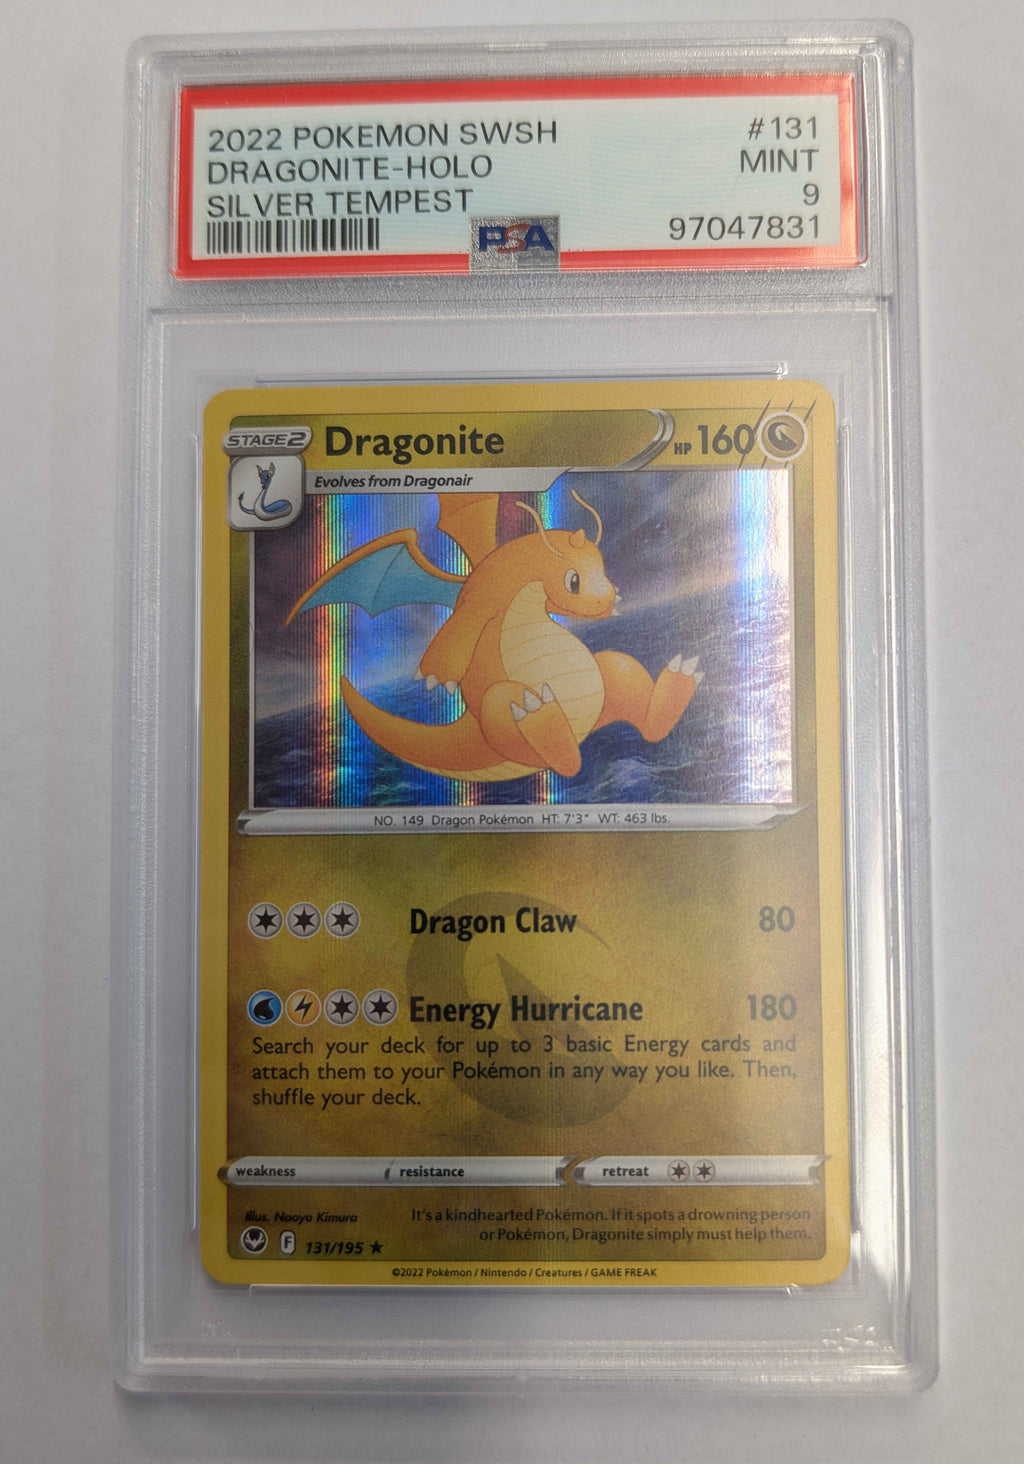 2022 POKEMON SWSH #131
DRAGONITE-HOLO MINT
SILVER TEMPEST 9
PSA 97047831
STAGE2 Dragonite HP 160
Evolves from Dragonair
NO. 149 Dragon Pokémon HT: 7'3" WT: 463 lbs.
Dragon Claw 80
Energy Hurricane 180
Search your deck for up to 3 basic Energy cards and
attach them to your Pokémon in any way you like. Then,
shuffle your deck.
weakness resistance retreat
Illus. Naoyo Kimura
It's a kindhearted Pokémon. If it spots a drowning person
or Pokémon, Dragonite simply must help them.
F 131/195 ★
©2022 Pokémon / Nintendo / Creatures / GAME FREAK